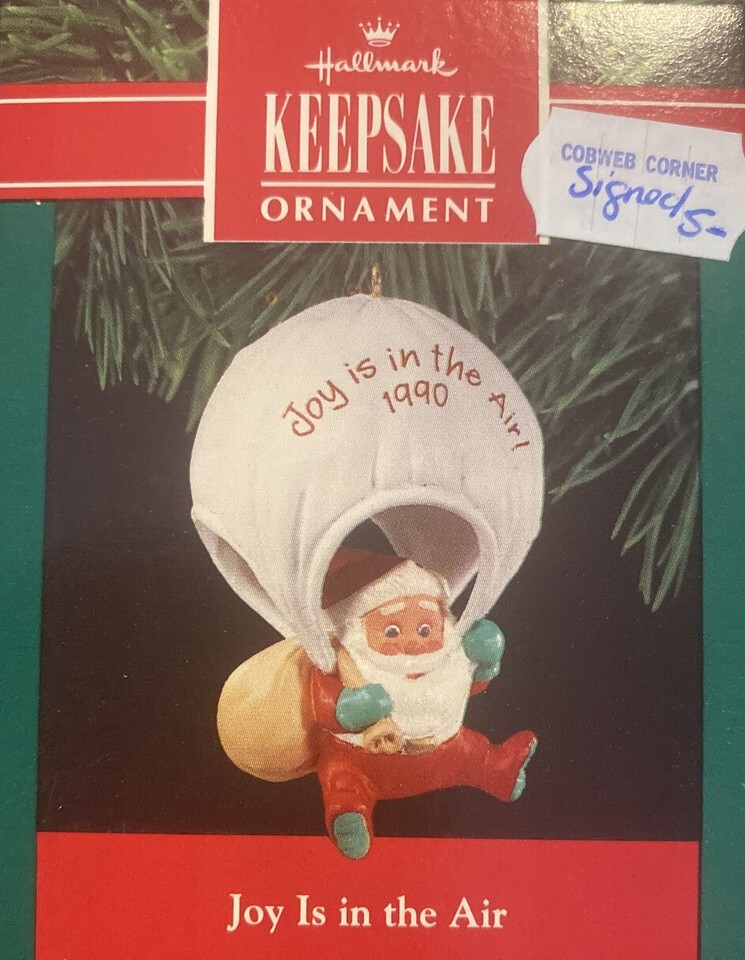 Hallmark
KEEPSAKE
ORNAMENT
COBWEB CORNER
Signed 5-
Joy is in the Air!
1990
Joy Is in the Air